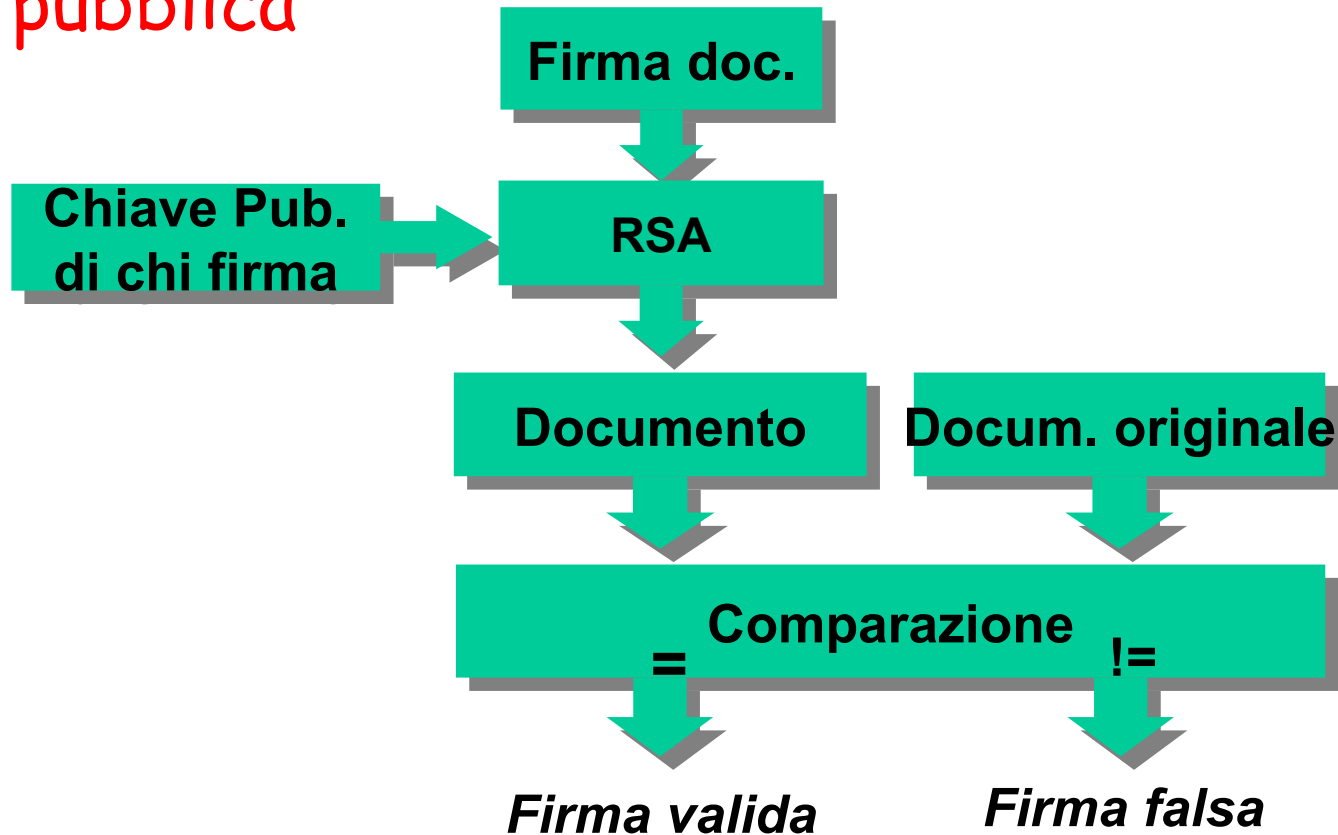 pubblica
Firma doc.
Chiave Pub.
di chi firma
RSA
Documento
Docum. originale
Comparazione
=
!=
Firma valida
Firma falsa